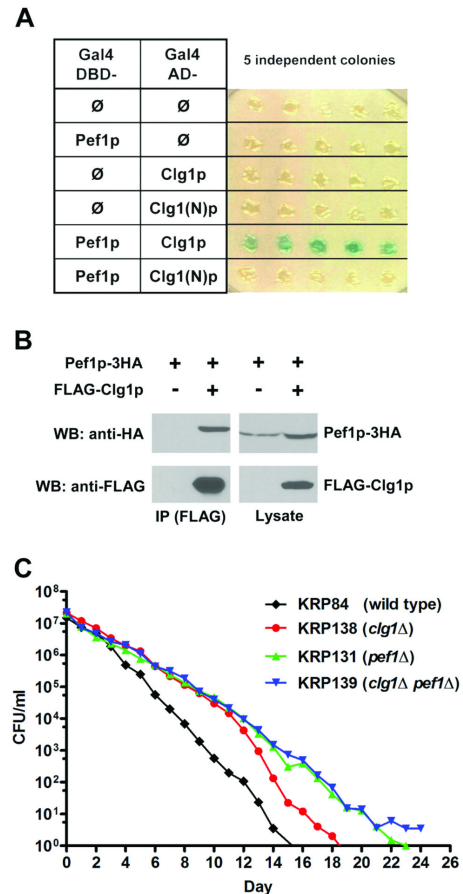 A
Gal4 DBD-
Gal4 AD-
5 independent colonies
Ø Ø
Pef1p Ø
Ø Clg1p
Ø Clg1(N)p
Pef1p Clg1p
Pef1p Clg1(N)p
B
Pef1p-3HA + + + +
FLAG-Clg1p - + - +
WB: anti-HA Pef1p-3HA
WB: anti-FLAG FLAG-Clg1p
IP (FLAG) Lysate
C
CFU/ml
10⁸
10⁷
10⁶
10⁵
10⁴
10³
10²
10¹
10⁰
KRP84 (wild type)
KRP138 (clg1Δ)
KRP131 (pef1Δ)
KRP139 (clg1Δ pef1Δ)
0 2 4 6 8 10 12 14 16 18 20 22 24 26
Day